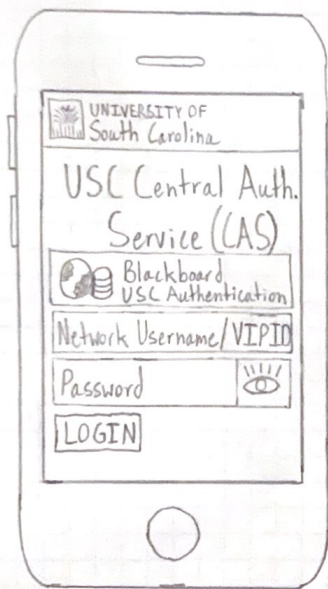 UNIVERSITY OF
South Carolina
USC Central Auth.
Service (CAS)
Blackboard
USC Authentication
Network Username/VIPID
Password
LOGIN